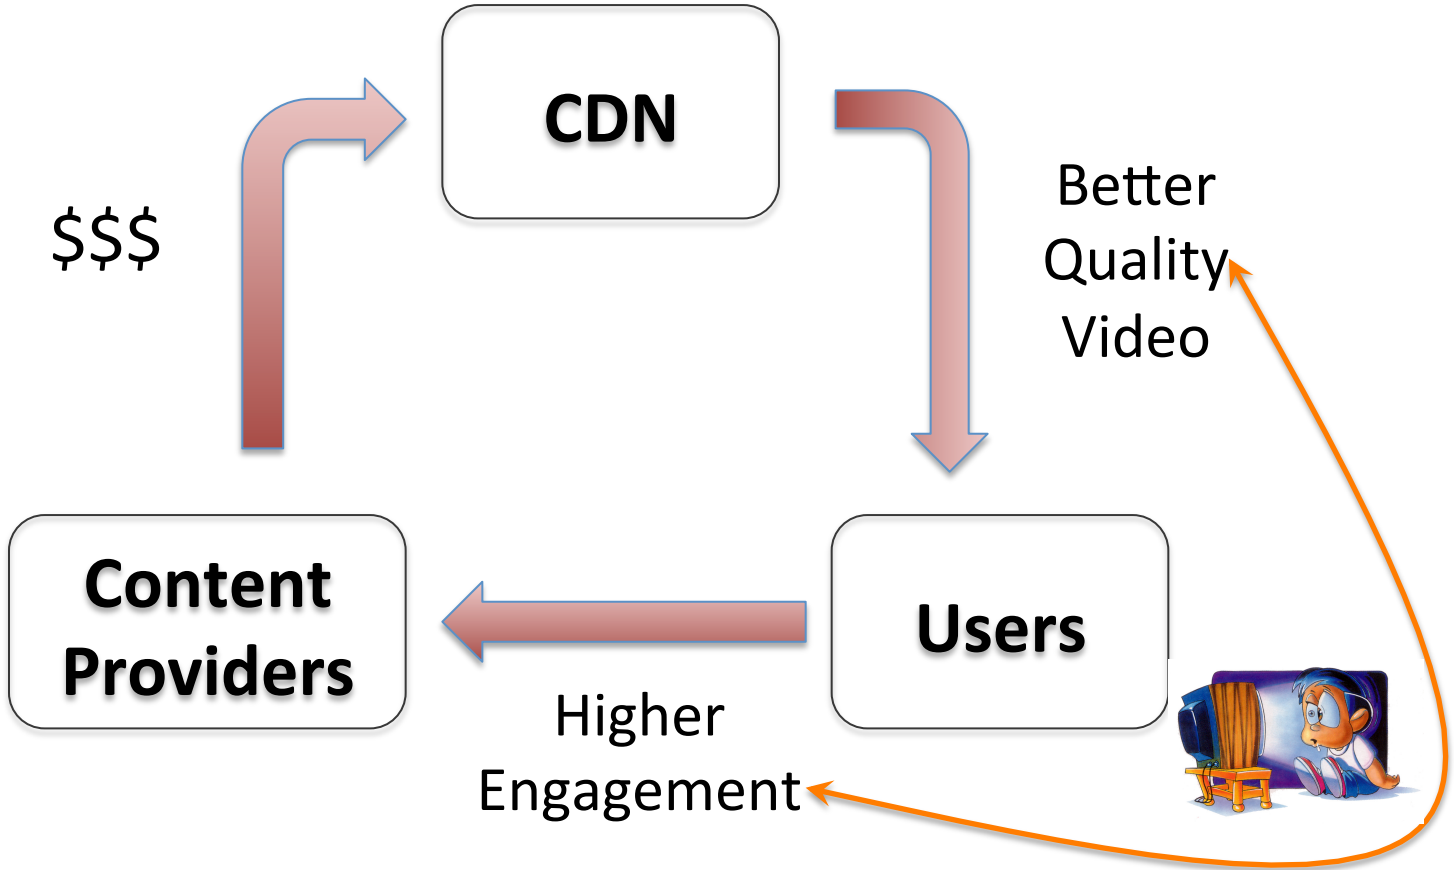 CDN
$$$
Better
Quality
Video
Content
Providers
Users
Higher
Engagement